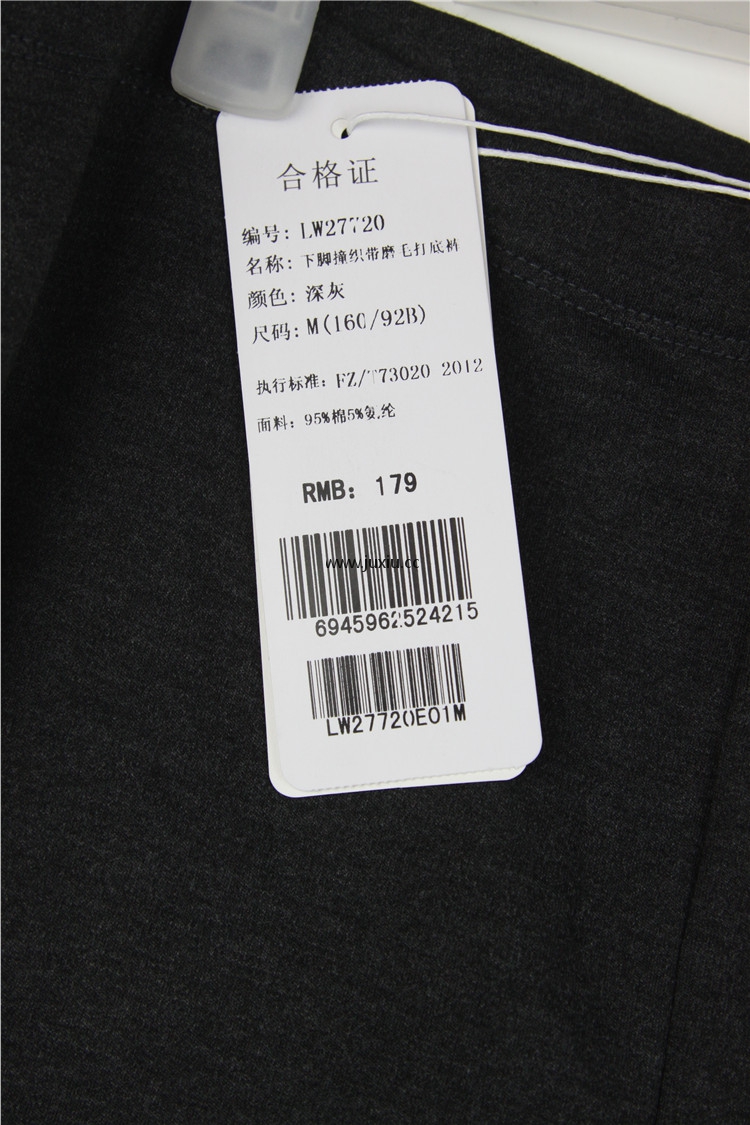 合格证
编号: LW27720
名称: 下脚撞织带磨毛打底裤
颜色: 深灰
尺码: M(160/92B)
执行标准: FZ/T73020 2012
面料: 95%棉5%氨纶
RMB: 179
www.juxiu.cc
6945962524215
LW27720E01M